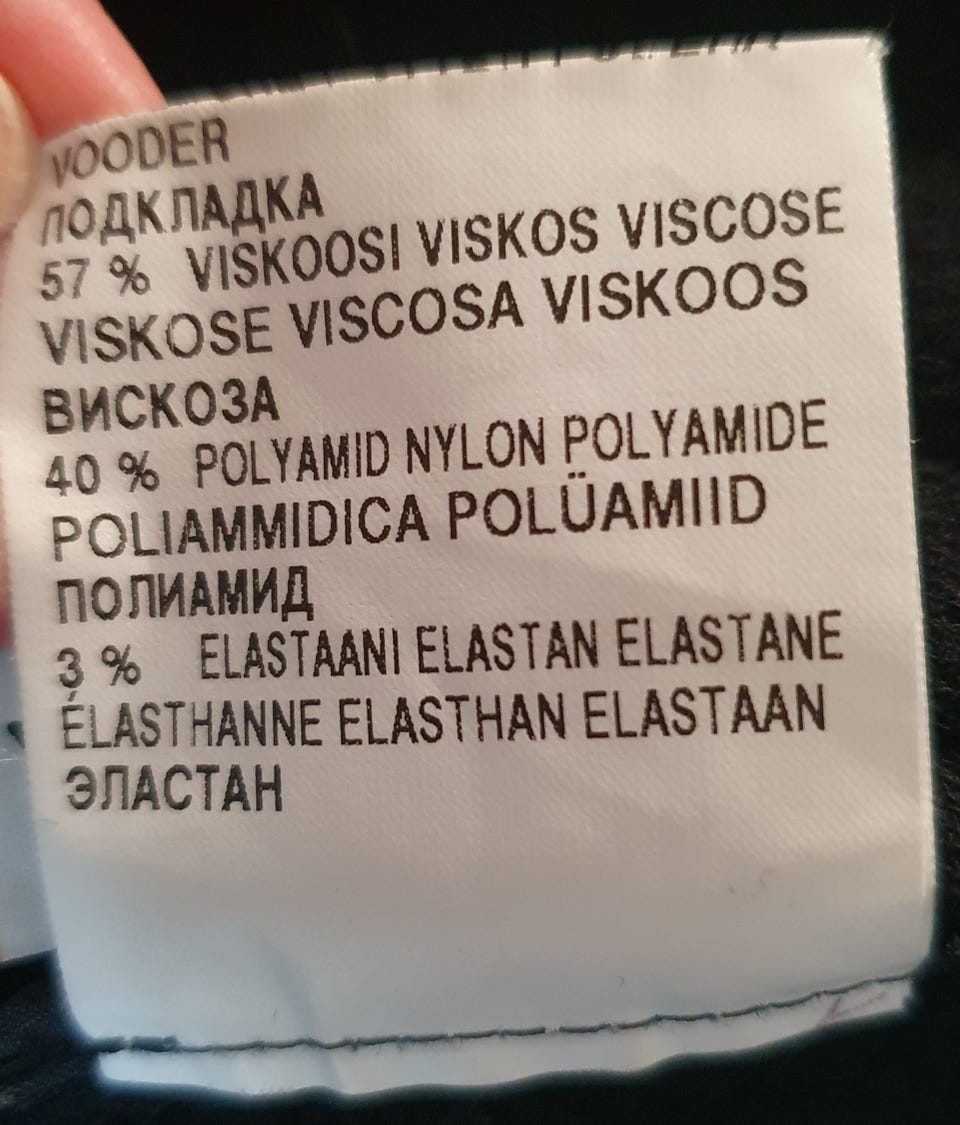 VOODER
ПОДКЛАДКА
57 % VISKOOSI VISKOS VISCOSE
VISKOSE VISCOSA VISKOOS
ВИСКОЗА
40 % POLYAMID NYLON POLYAMIDE
POLIAMMIDICA POLÜAMIID
ПОЛИАМИД
3 % ELASTAANI ELASTAN ELASTANE
ÉLASTHANNE ELASTHAN ELASTAAN
ЭЛАСТАН